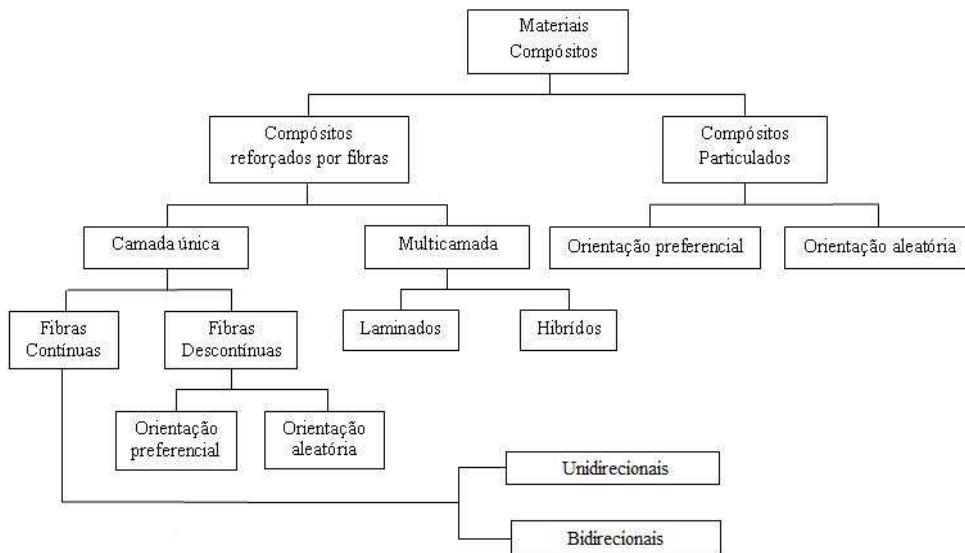 Materiais
Compósitos
Compósitos
reforçados por fibras
Compósitos
Particulados
Camada única
Multicamada
Orientação preferencial
Orientação aleatória
Fibras
Contínuas
Fibras
Descontínuas
Laminados
Hibrídos
Orientação
preferencial
Orientação
aleatória
Unidirecionais
Bidirecionais